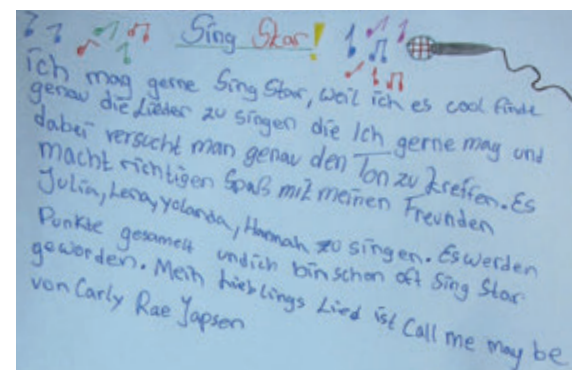 Sing Star!
ich mag gerne Sing Star, weil ich es cool finde
genau die Lieder zu singen die Ich gerne mag und
dabei versucht man genau den Ton zu treffen. Es
macht richtigen Spaß mit meinen Freunden
Julia, Lena, Yolanda, Hannah zu singen. Es werden
Punkte gesamelt und ich bin schon oft Sing Star
geworden. Mein Lieblings Lied ist Call me may be
von Carly Rae Japsen